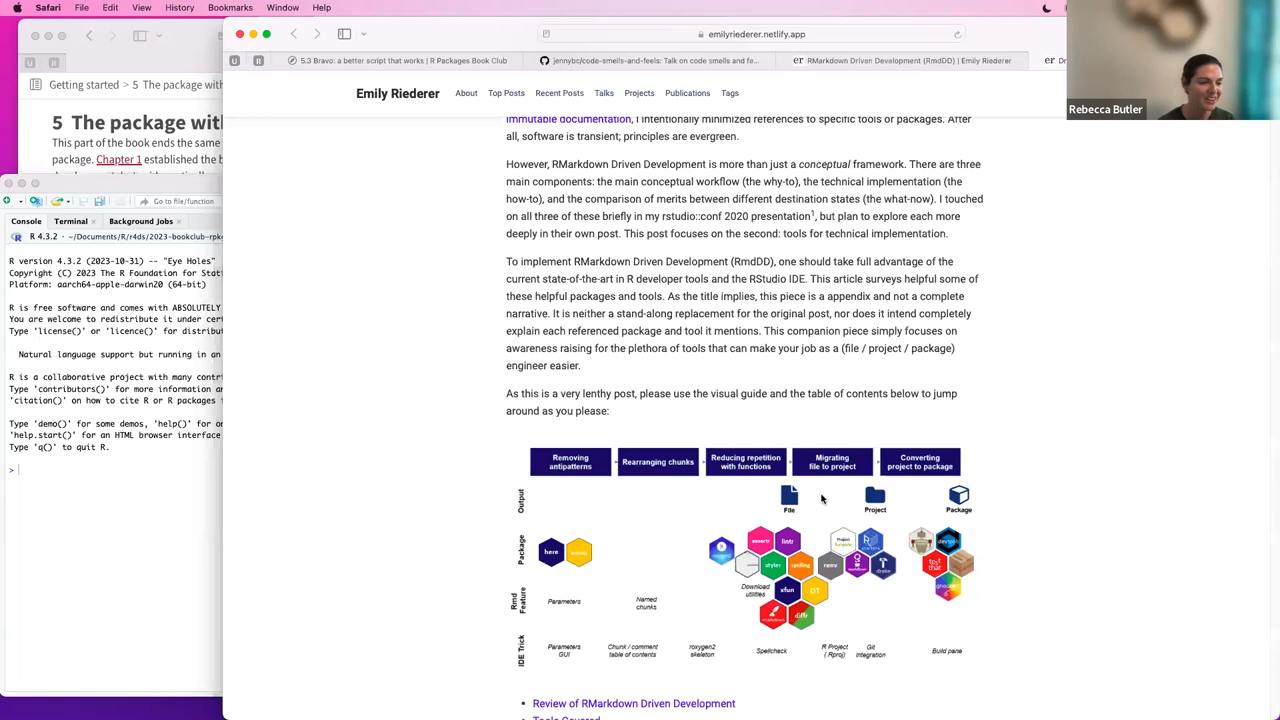 Safari File Edit View History Bookmarks Window Help
emilyriederer.netlify.app
U R 5.3 Bravo: a better script that works | R Packages Book Club
jennybc/code-smells-and-feels: Talk on code smells and fe...
er RMarkdown Driven Development (RmdDD) | Emily Riederer
er
Emily Riederer About Top Posts Recent Posts Talks Projects Publications Tags
Rebecca Butler
Getting started > 5 The package with
5 The package with
This part of the book ends the same
package. Chapter 1 established the b
Go to file/function
Console Terminal Background Jobs
R 4.3.2 · ~/Documents/R/r4ds/2023-bookclub-rpk
R version 4.3.2 (2023-10-31) -- "Eye Holes"
Copyright (C) 2023 The R Foundation for Stat
Platform: aarch64-apple-darwin20 (64-bit)
R is free software and comes with ABSOLUTELY
You are welcome to redistribute it under cert
Type 'license()' or 'licence()' for distribut
Natural language support but running in an
R is a collaborative project with many contri
Type 'contributors()' for more information a
'citation()' on how to cite R or R packages i
Type 'demo()' for some demos, 'help()' for on
'help.start()' for an HTML browser interface
Type 'q()' to quit R.
>
immutable documentation, I intentionally minimized references to specific tools or packages. After
all, software is transient; principles are evergreen.
However, RMarkdown Driven Development is more than just a conceptual framework. There are three
main components: the main conceptual workflow (the why-to), the technical implementation (the
how-to), and the comparison of merits between different destination states (the what-now). I touched
on all three of these briefly in my rstudio::conf 2020 presentation1, but plan to explore each more
deeply in their own post. This post focuses on the second: tools for technical implementation.
To implement RMarkdown Driven Development (RmdDD), one should take full advantage of the
current state-of-the-art in R developer tools and the RStudio IDE. This article surveys helpful some of
these helpful packages and tools. As the title implies, this piece is a appendix and not a complete
narrative. It is neither a stand-along replacement for the original post, nor does it intend completely
explain each referenced package and tool it mentions. This companion piece simply focuses on
awareness raising for the plethora of tools that can make your job as a (file / project / package)
engineer easier.
As this is a very lenthy post, please use the visual guide and the table of contents below to jump
around as you please:
Removing antipatterns
Rearranging chunks
Reducing repetition with functions
Migrating file to project
Converting project to package
Output
File Project Package
Package
here
assertr lintr
styler spelling
xfun DT
diffr
renv
drake
devtools
test that
Rmd Feature
Parameters
Named chunks
Download utilities
IDE Trick
Parameters GUI
Chunk / comment table of contents
roxygen2 skeleton
Spellcheck
R Project (.Rproj)
Git integration
Build pane
• Review of RMarkdown Driven Development
• Tools Covered